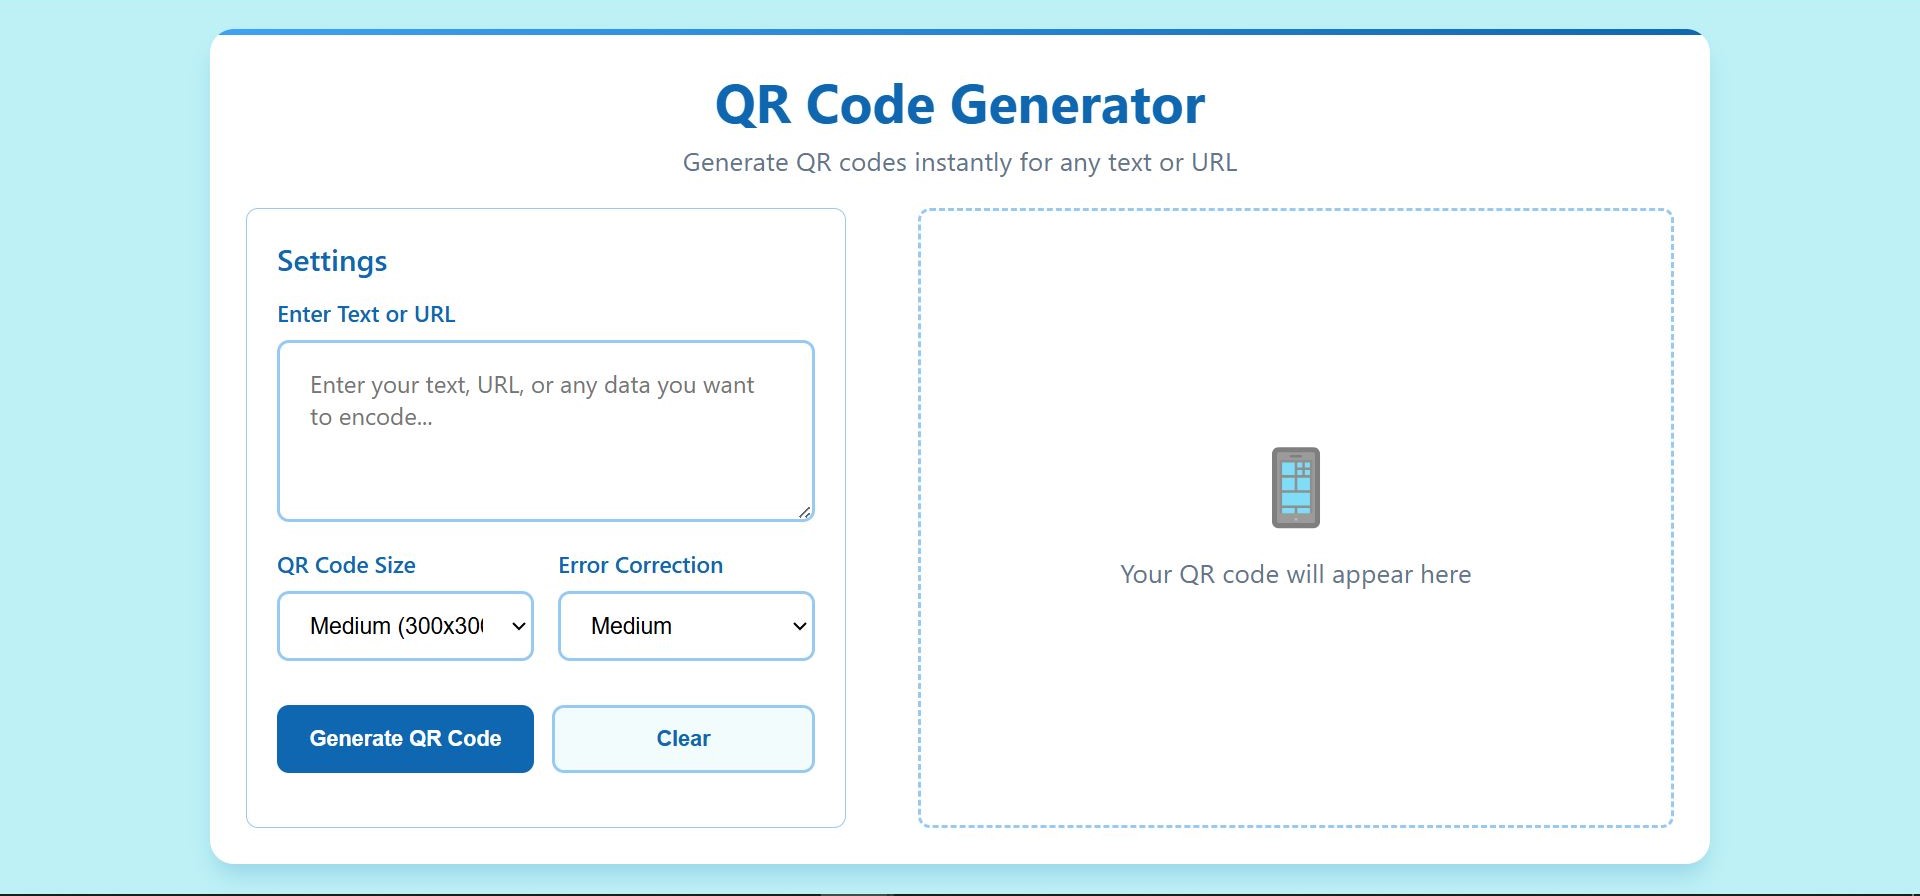 QR Code Generator
Generate QR codes instantly for any text or URL
Settings
Enter Text or URL
Enter your text, URL, or any data you want
to encode...
QR Code Size
Error Correction
Medium (300x300
Medium
Generate QR Code
Clear
Your QR code will appear here